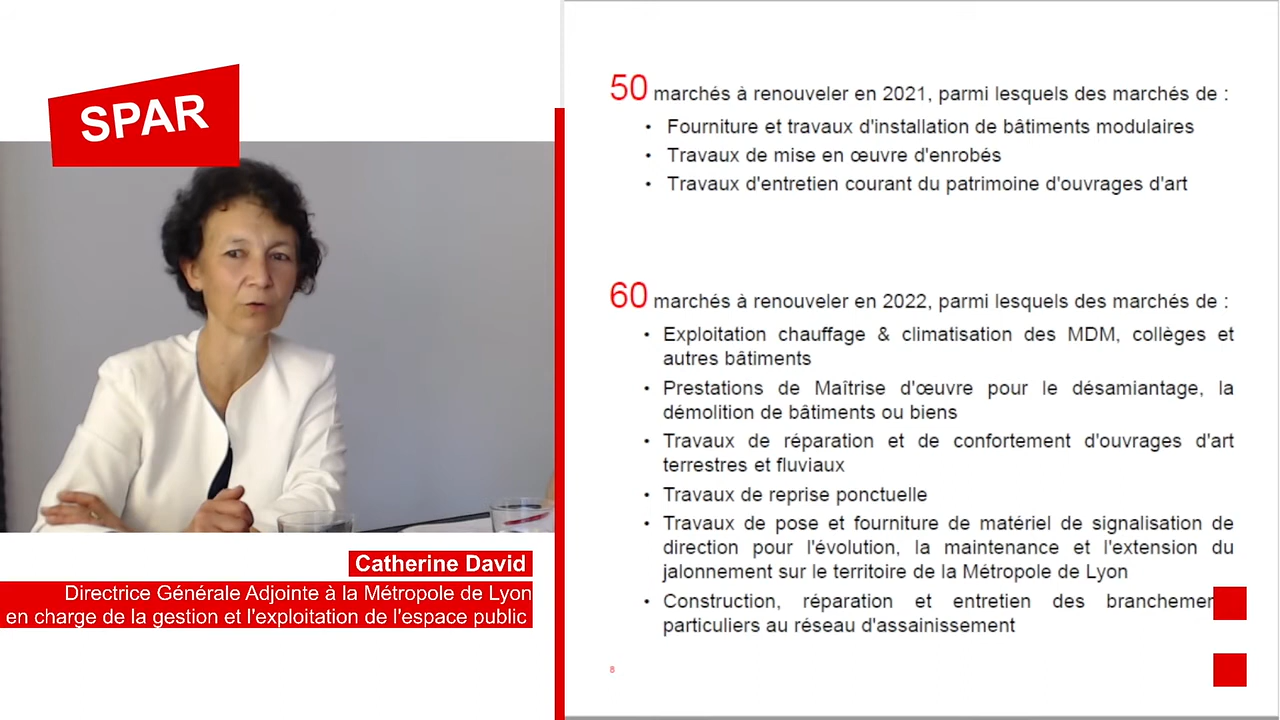 SPAR
Catherine David
Directrice Générale Adjointe à la Métropole de Lyon
en charge de la gestion et l'exploitation de l'espace public
50 marchés à renouveler en 2021, parmi lesquels des marchés de :
• Fourniture et travaux d'installation de bâtiments modulaires
• Travaux de mise en œuvre d'enrobés
• Travaux d'entretien courant du patrimoine d'ouvrages d'art
60 marchés à renouveler en 2022, parmi lesquels des marchés de :
• Exploitation chauffage & climatisation des MDM, collèges et
autres bâtiments
• Prestations de Maîtrise d'œuvre pour le désamiantage, la
démolition de bâtiments ou biens
• Travaux de réparation et de confortement d'ouvrages d'art
terrestres et fluviaux
• Travaux de reprise ponctuelle
• Travaux de pose et fourniture de matériel de signalisation de
direction pour l'évolution, la maintenance et l'extension du
jalonnement sur le territoire de la Métropole de Lyon
• Construction, réparation et entretien des
particuliers au réseau d'assainissement
8